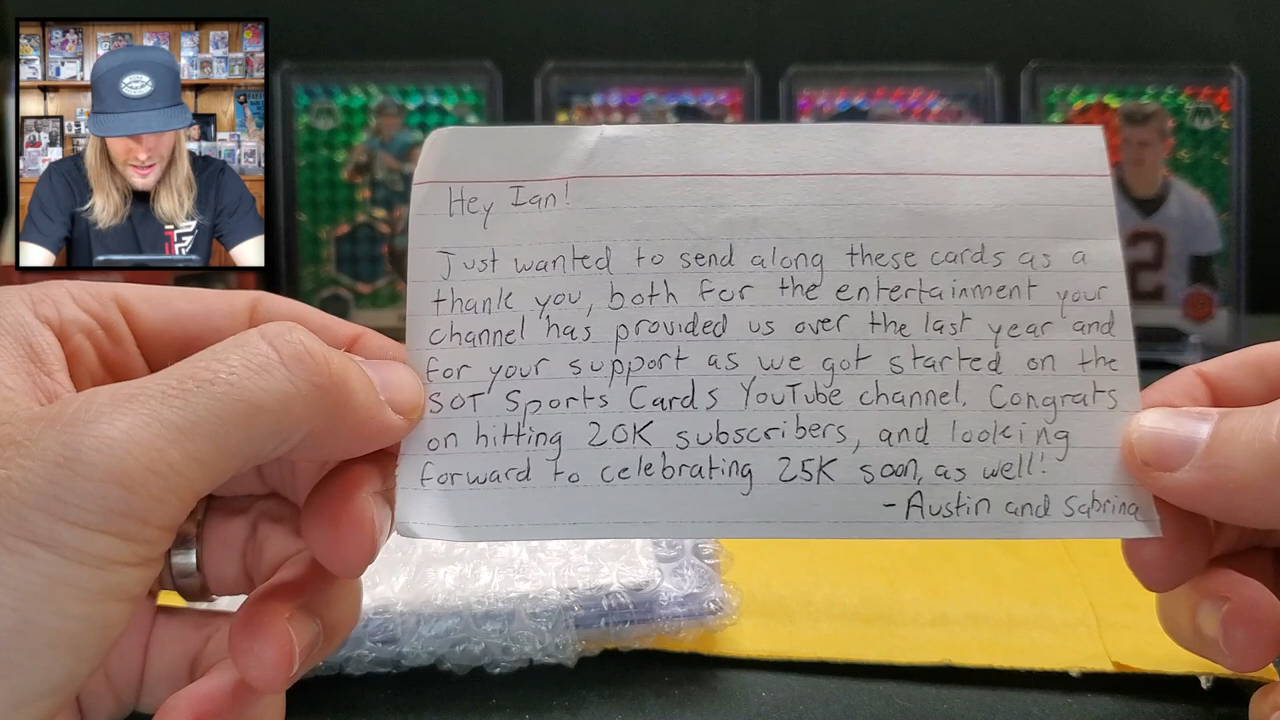 Hey Ian!
Just wanted to send along these cards as a
thank you, both for the entertainment your
channel has provided us over the last year and
for your support as we got started on the
SOT Sports Cards YouTube channel. Congrats
on hitting 20K subscribers, and looking
forward to celebrating 25K soon, as well!
- Austin and Sabrina